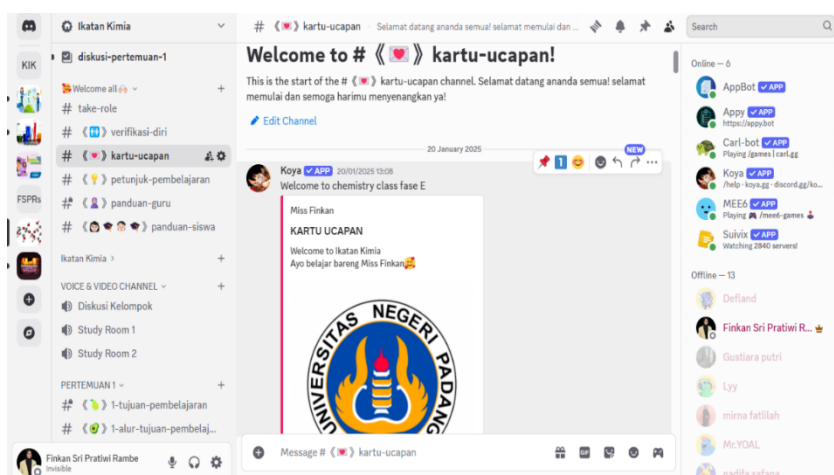 Ikatan Kimia
# 《💌》 kartu-ucapan
Selamat datang ananda semua! selamat memulai dan ...
Search
KIK
FSPRs
diskusi-pertemuan-1
Welcome all
take-role
《🚻》 verifikasi-diri
《💌》 kartu-ucapan
《💡》 petunjuk-pembelajaran
《》 panduan-guru
《》 panduan-siswa
Ikatan Kimia >
VOICE & VIDEO CHANNEL
Diskusi Kelompok
Study Room 1
Study Room 2
PERTEMUAN 1
《》 1-tujuan-pembelajaran
《🥑》 1-alur-tujuan-pembelaj...
Finkan Sri Pratiwi Rambe
Invisible
Welcome to # 《💌》 kartu-ucapan!
This is the start of the # 《💌》 kartu-ucapan channel. Selamat datang ananda semua! selamat
memulai dan semoga harimu menyenangkan ya!
Edit Channel
20 January 2025
NEW
Koya APP 20/01/2025 13:08
Welcome to chemistry class fase E
Miss Finkan
KARTU UCAPAN
Welcome to Ikatan Kimia
Ayo belajar bareng Miss Finkan🥰
UNIVERSITAS NEGERI PADANG
Message # 《💌》 kartu-ucapan
GIF
Online — 6
AppBot APP
Appy APP
https://appy.bot
Carl-bot APP
Playing /games | carl.gg
Koya APP
/help · koya.gg · discord.gg/ko...
MEE6 APP
Playing 🎮 /mee6-games 🕹️
Suivix APP
Watching 2840 servers!
Offline — 13
Defland
Finkan Sri Pratiwi R...
Gustiara putri
Lyy
mirna fatilah
Mr.YOAL
nadifa safana